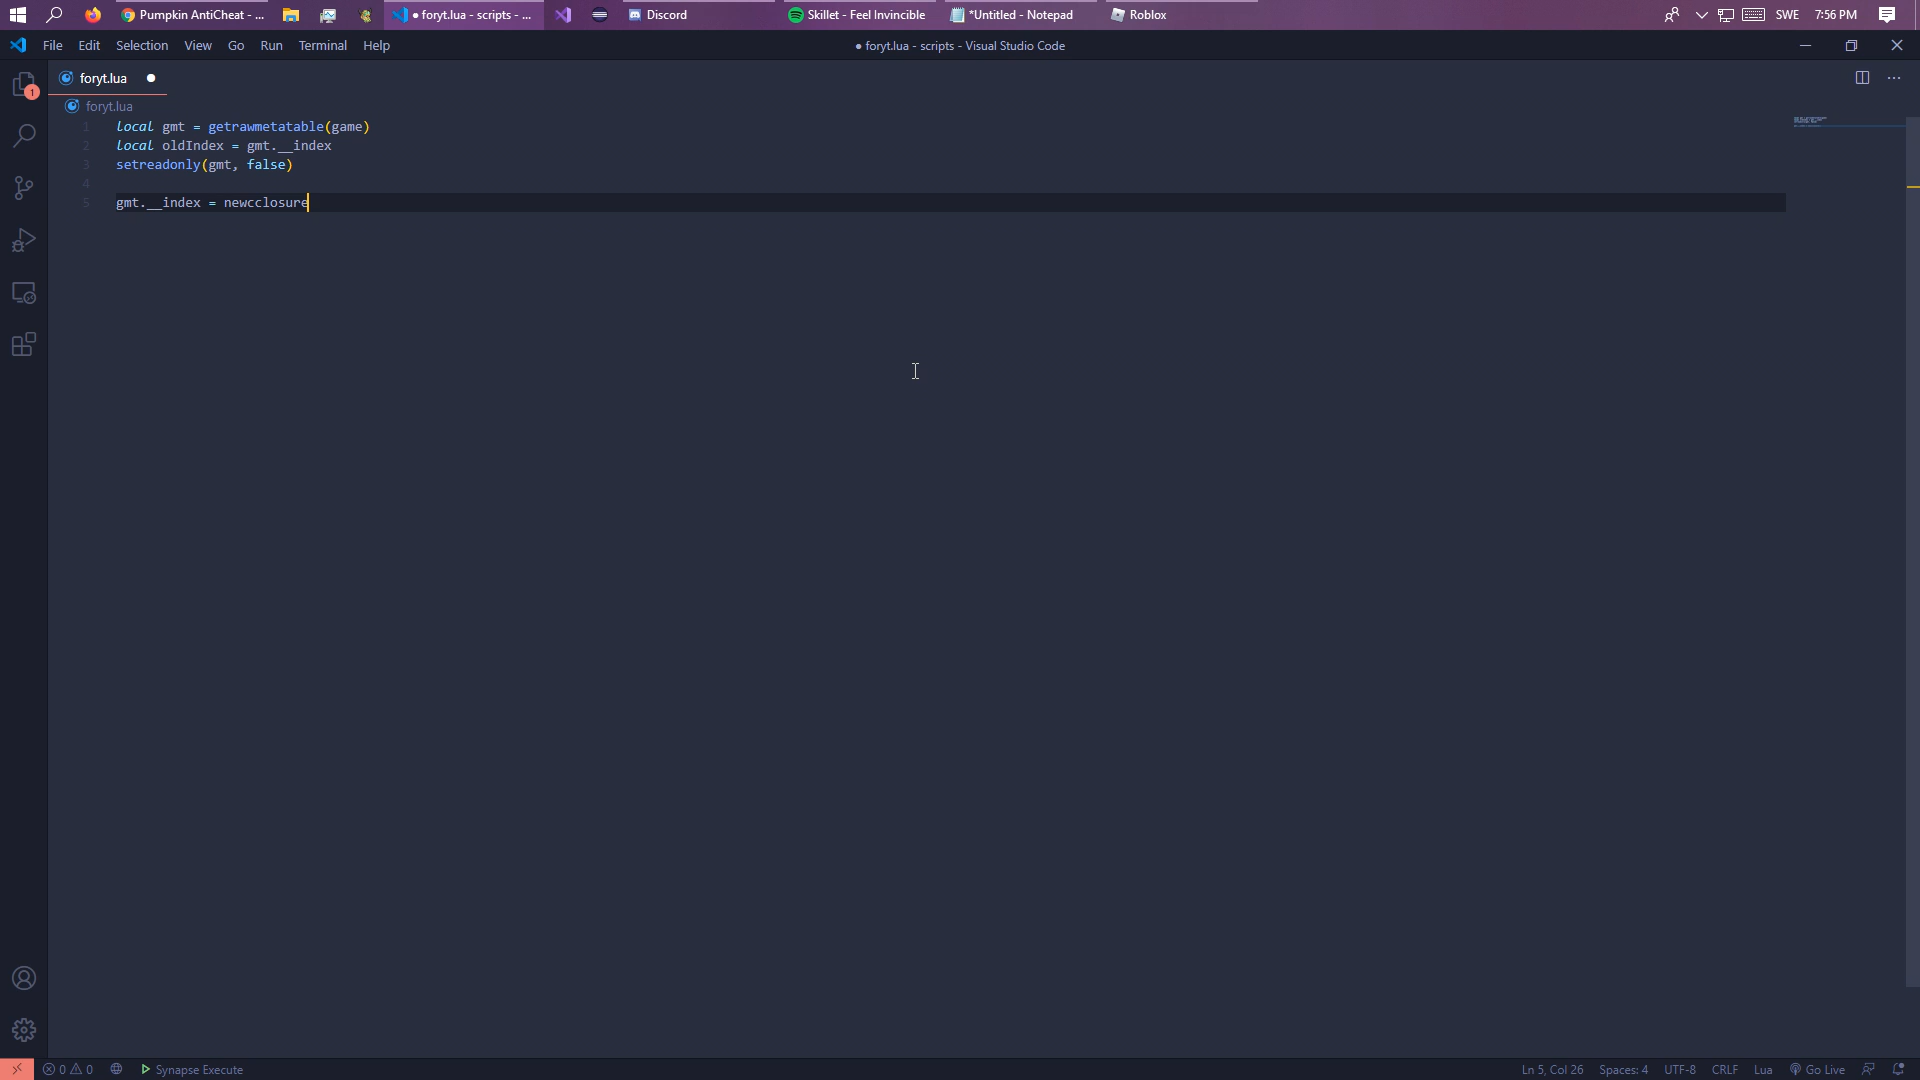 Pumpkin AntiCheat - ...
● foryt.lua - scripts - ...
Discord
Skillet - Feel Invincible
*Untitled - Notepad
Roblox
SWE
7:56 PM
File Edit Selection View Go Run Terminal Help
● foryt.lua - scripts - Visual Studio Code
foryt.lua
1
foryt.lua
1 local gmt = getrawmetatable(game)
2 local oldIndex = gmt.__index
3 setreadonly(gmt, false)
4
5 gmt.__index = newcclosure
0 0
Synapse Execute
Ln 5, Col 26
Spaces: 4
UTF-8
CRLF
Lua
Go Live